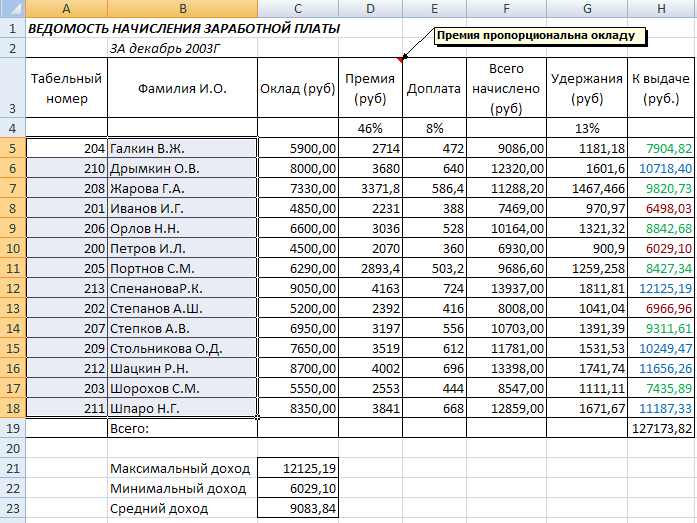 A B C D E F G H
1 ВЕДОМОСТЬ НАЧИСЛЕНИЯ ЗАРАБОТНОЙ ПЛАТЫ Премия пропорциональна окладу
2 ЗА декабрь 2003Г
3 Табельный номер Фамилия И.О. Оклад (руб) Премия (руб) Доплата Всего начислено (руб) Удержания (руб) К выдаче (руб.)
4 46% 8% 13%
5 204 Галкин В.Ж. 5900,00 2714 472 9086,00 1181,18 7904,82
6 210 Дрымкин О.В. 8000,00 3680 640 12320,00 1601,6 10718,40
7 208 Жарова Г.А. 7330,00 3371,8 586,4 11288,20 1467,466 9820,73
8 201 Иванов И.Г. 4850,00 2231 388 7469,00 970,97 6498,03
9 206 Орлов Н.Н. 6600,00 3036 528 10164,00 1321,32 8842,68
10 200 Петров И.Л. 4500,00 2070 360 6930,00 900,9 6029,10
11 205 Портнов С.М. 6290,00 2893,4 503,2 9686,60 1259,258 8427,34
12 213 СпенановаР.К. 9050,00 4163 724 13937,00 1811,81 12125,19
13 202 Степанов А.Ш. 5200,00 2392 416 8008,00 1041,04 6966,96
14 207 Степков А.В. 6950,00 3197 556 10703,00 1391,39 9311,61
15 209 Стольникова О.Д. 7650,00 3519 612 11781,00 1531,53 10249,47
16 212 Шацкин Р.Н. 8700,00 4002 696 13398,00 1741,74 11656,26
17 203 Шорохов С.М. 5550,00 2553 444 8547,00 1111,11 7435,89
18 211 Шпаро Н.Г. 8350,00 3841 668 12859,00 1671,67 11187,33
19 Всего: 127173,82
20
21 Максимальный доход 12125,19
22 Минимальный доход 6029,10
23 Средний доход 9083,84